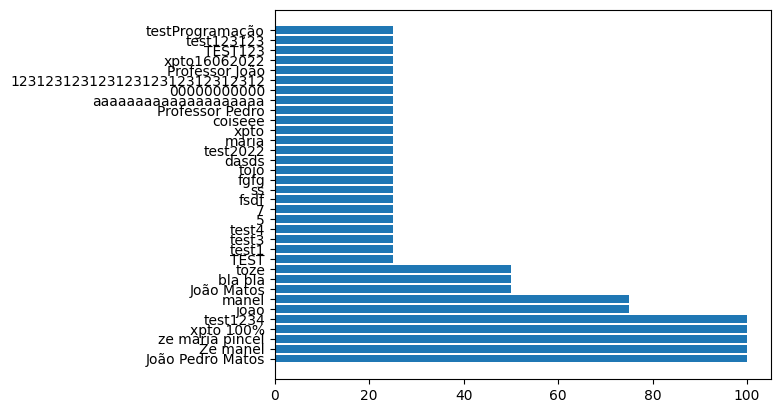 testProgramação
test123123
TEST123
xpto16062022
Professor João
12312312312312312312312312312312
00000000000
aaaaaaaaaaaaaaaaaaaa
Professor Pedro
coiseee
xpto
maria
test2022
dasds
tojo
fgfg
ss
fsdf
7
5
test4
test3
test1
TEST
toze
bla bla
João Matos
manel
joao
test1234
xpto 100%
ze maria pincel
Ze manel
João Pedro Matos
0 20 40 60 80 100